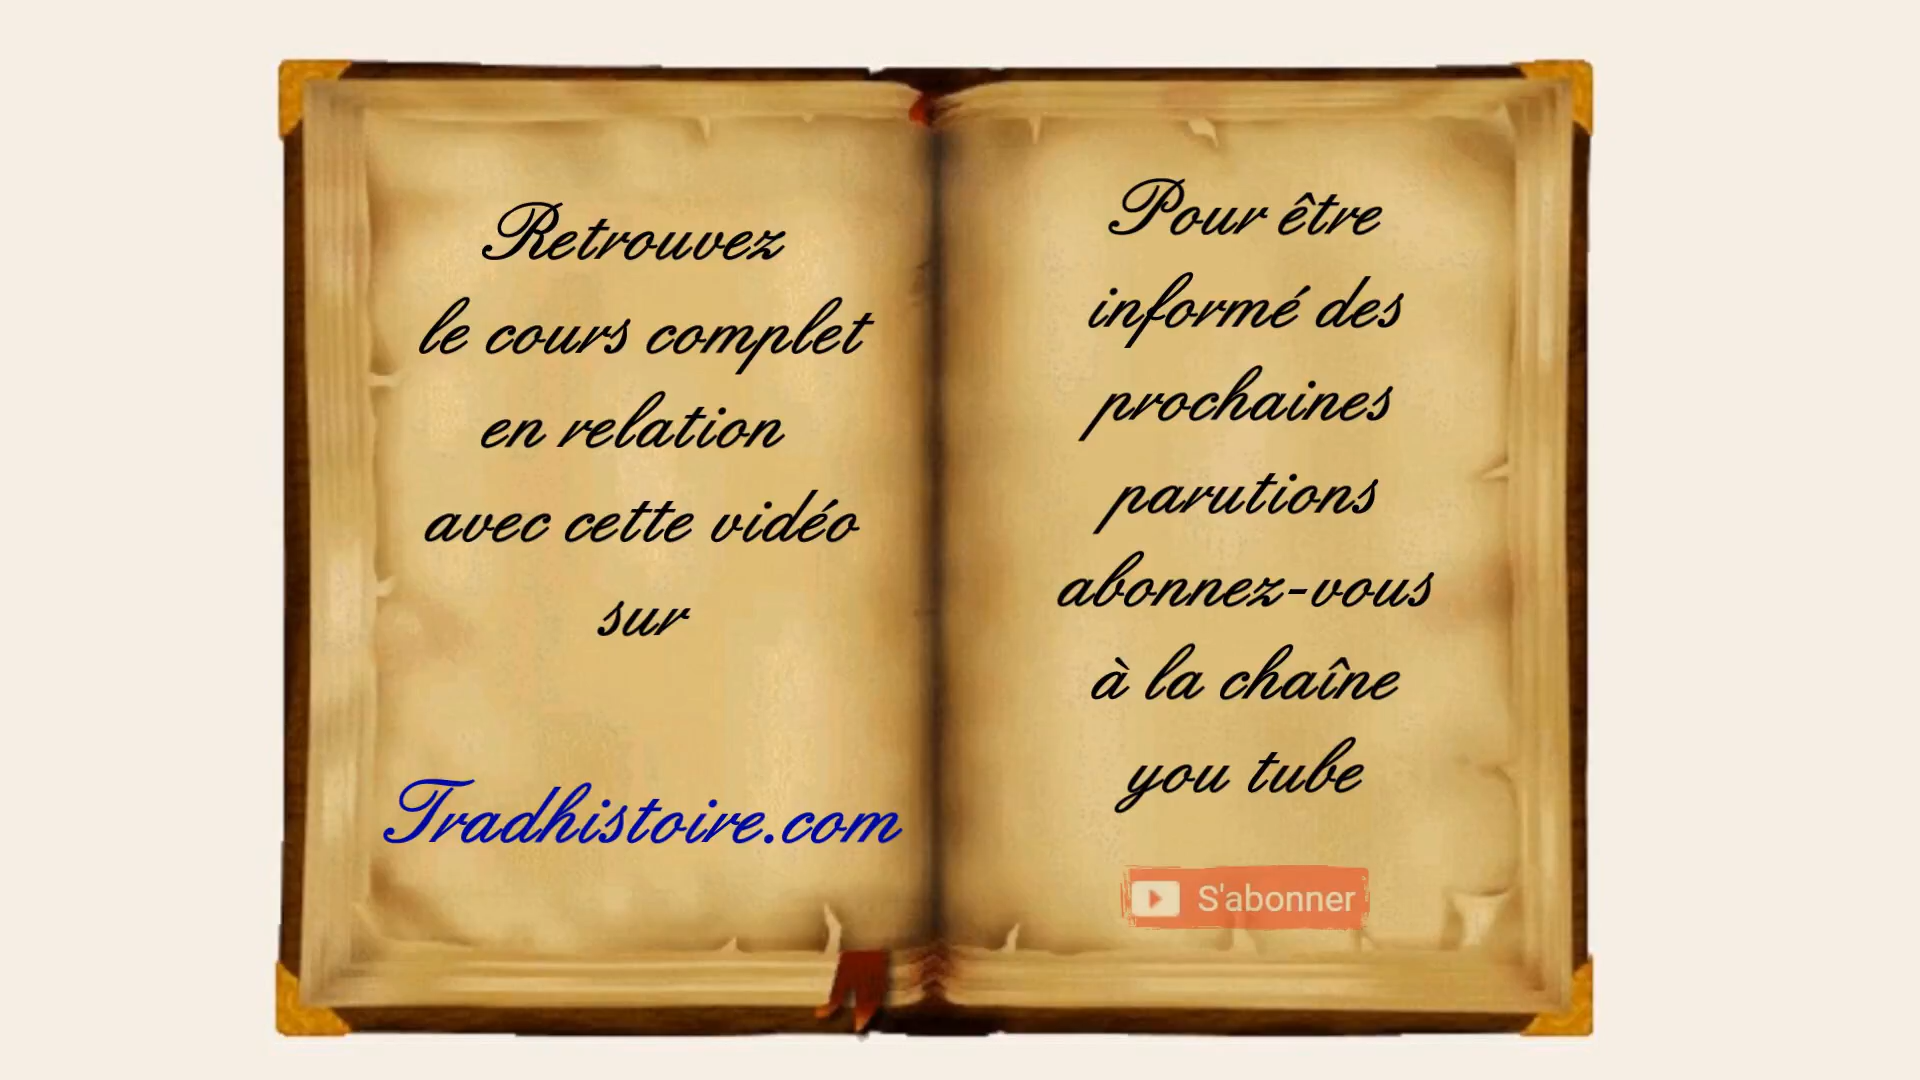 Retrouvez
le cours complet
en relation
avec cette vidéo
sur
Tradhistoire.com
Pour être
informé des
prochaines
parutions
abonnez-vous
à la chaîne
you tube
S'abonner